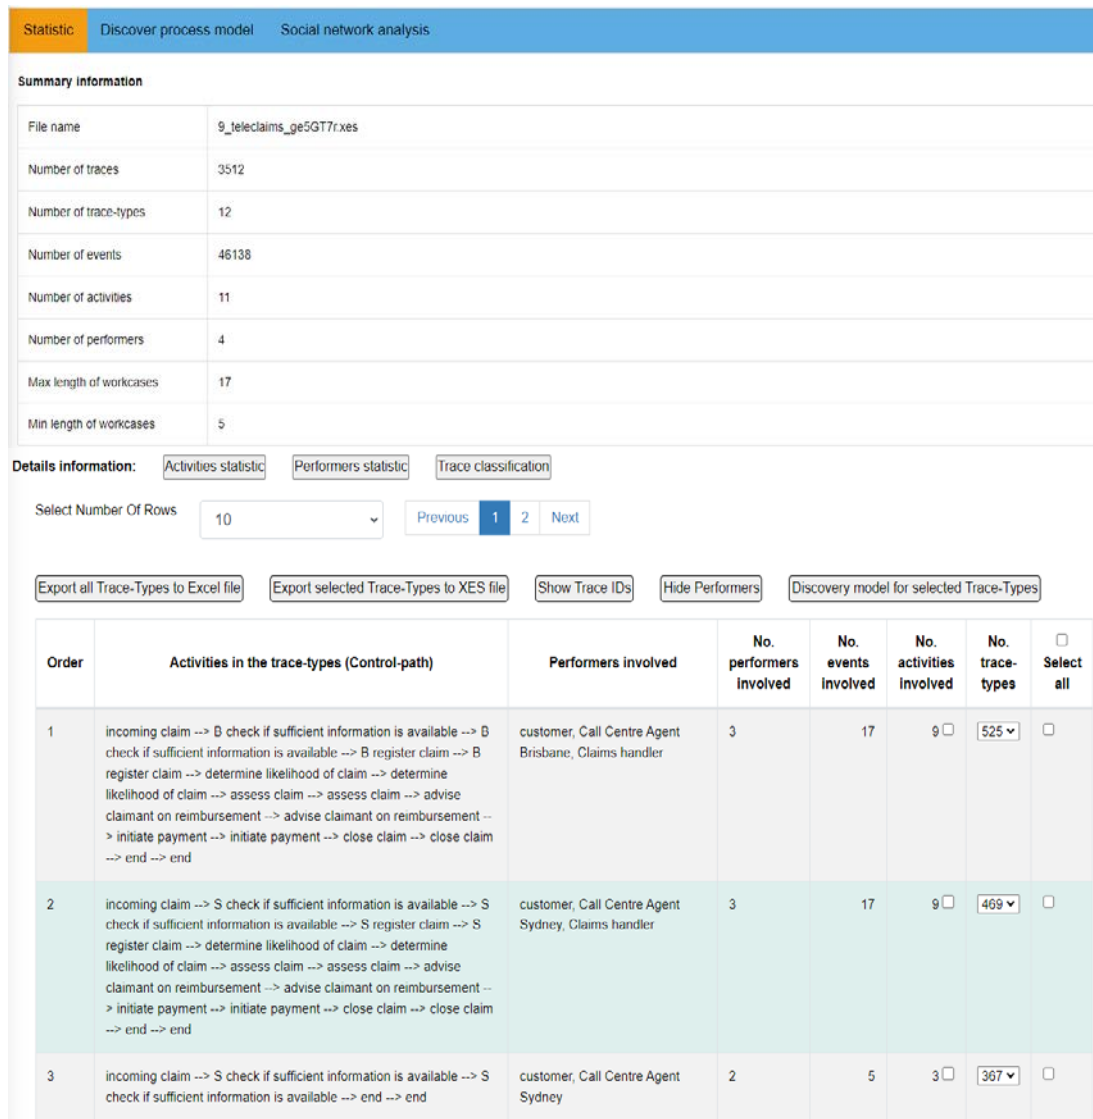 Statistic Discover process model Social network analysis
Summary information
File name 9_teleclaims_ge5GT7r.xes
Number of traces 3512
Number of trace-types 12
Number of events 46138
Number of activities 11
Number of performers 4
Max length of workcases 17
Min length of workcases 5
Details information: Activities statistic Performers statistic Trace classification
Select Number Of Rows 10 Previous 1 2 Next
Export all Trace-Types to Excel file Export selected Trace-Types to XES file Show Trace IDs Hide Performers Discovery model for selected Trace-Types
Order Activities in the trace-types (Control-path) Performers involved No. performers involved No. events involved No. activities involved No. trace-types Select all
1 incoming claim --> B check if sufficient information is available --> B customer, Call Centre Agent 3 17 9 525
check if sufficient information is available --> B register claim --> B Brisbane, Claims handler
register claim --> determine likelihood of claim --> determine
likelihood of claim --> assess claim --> assess claim --> advise
claimant on reimbursement --> advise claimant on reimbursement --
> initiate payment --> initiate payment --> close claim --> close claim
--> end --> end
2 incoming claim --> S check if sufficient information is available --> S customer, Call Centre Agent 3 17 9 469
check if sufficient information is available --> S register claim --> S Sydney, Claims handler
register claim --> determine likelihood of claim --> determine
likelihood of claim --> assess claim --> assess claim --> advise
claimant on reimbursement --> advise claimant on reimbursement --
> initiate payment --> initiate payment --> close claim --> close claim
--> end --> end
3 incoming claim --> S check if sufficient information is available --> S customer, Call Centre Agent 2 5 3 367
check if sufficient information is available --> end --> end Sydney